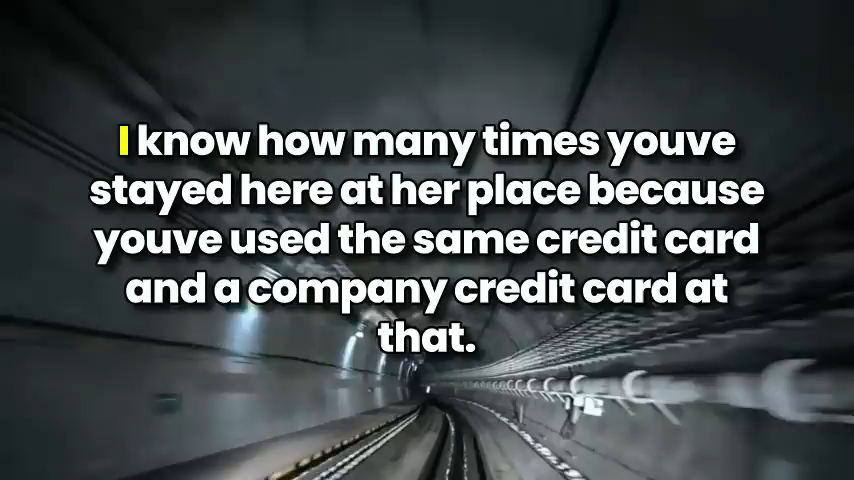 I know how many times youve
stayed here at her place because
youve used the same credit card
and a company credit card at
that.